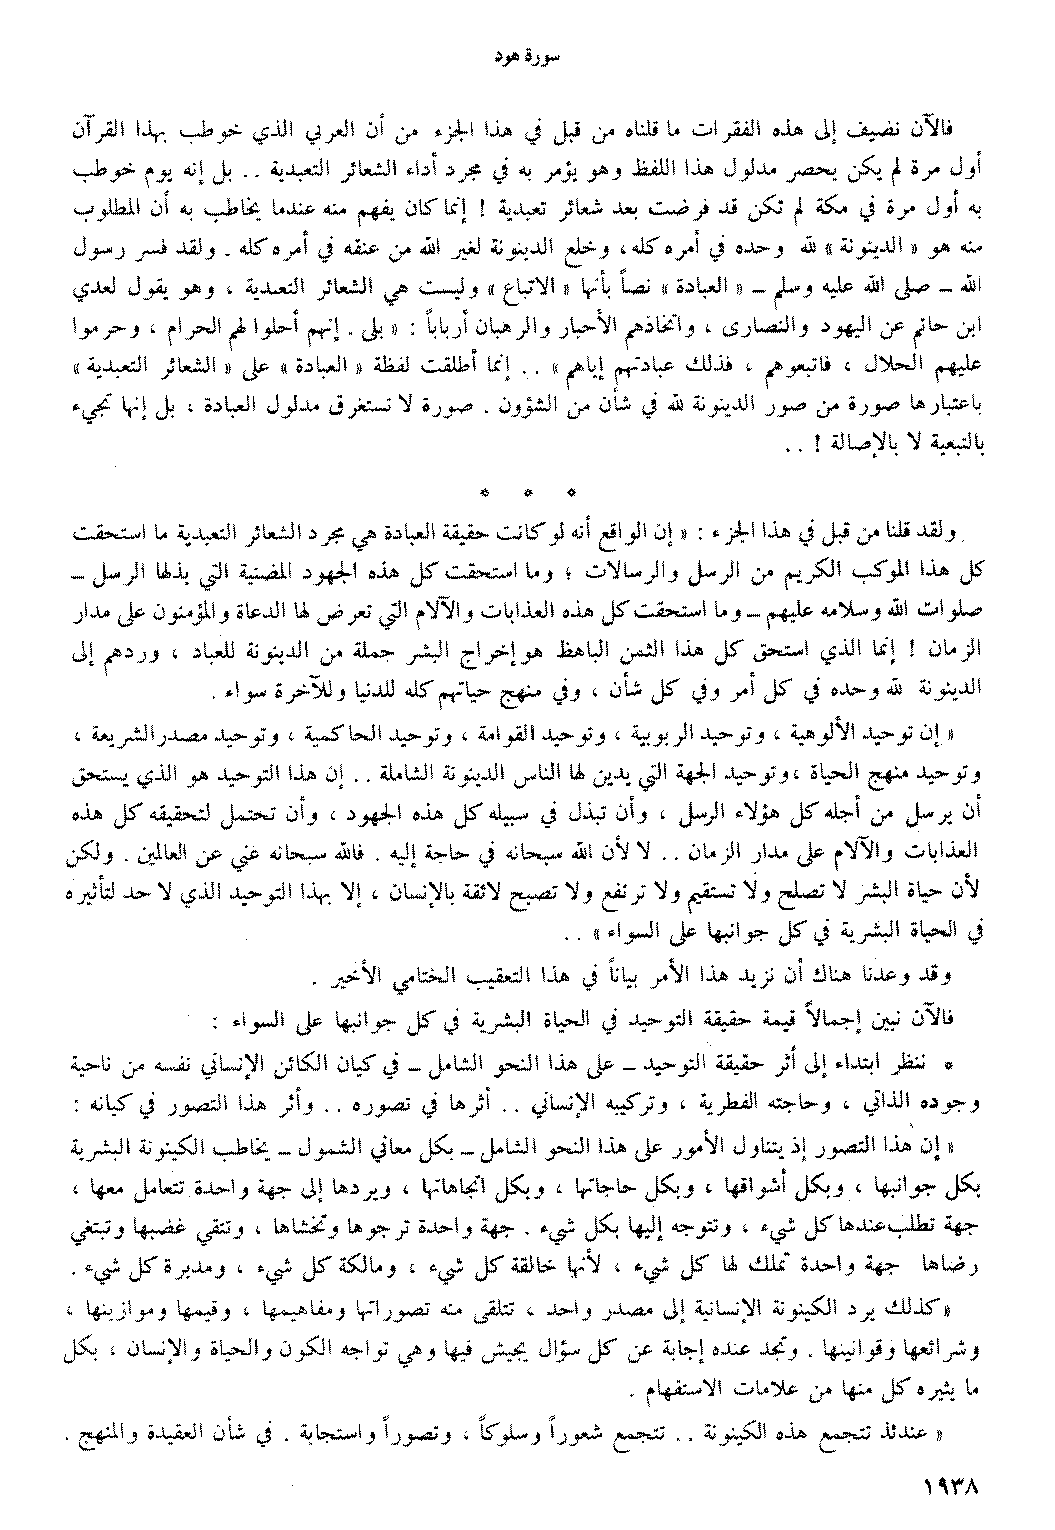 سورة هود
فالآن نضيف إلى هذه الفقرات ما قلناه من قبل في هذا الجزء من أن العربي الذي خوطب بهذا القرآن
أول مرة لم يكن يحصر مدلول هذا اللفظ وهو يؤمر به في مجرد أداء الشعائر التعبدية .. بل إنه يوم خوطب
به أول مرة في مكة لم تكن قد فرضت بعد شعائر تعبدية ! إنما كان يفهم منه عندما يخاطب به أن المطلوب
منه هو « الدينونة » لله وحده في أمره كله ، وخلع الدينونة لغير الله من عنقه في أمره كله . ولقد فسر رسول
الله – صلى الله عليه وسلم – « العبادة » نصاً بأنها « الاتباع » وليست هي الشعائر التعبدية ، وهو يقول لعدي
ابن حاتم عن اليهود والنصارى ، واتخاذهم الأحبار والرهبان أرباباً : « بلى . إنهم أحلوا لهم الحرام ، وحرموا
عليهم الحلال ، فاتبعوهم ، فذلك عبادتهم إياهم » .. إنما أطلقت لفظة « العبادة » على « الشعائر التعبدية »
باعتبارها صورة من صور الدينونة لله في شأن من الشؤون . صورة لا تستغرق مدلول العبادة ، بل إنها تجيء
بالتبعية لا بالإصالة ! ..
* * *
ولقد قلنا من قبل في هذا الجزء : « إن الواقع أنه لو كانت حقيقة العبادة هي مجرد الشعائر التعبدية ما استحقت
كل هذا الموكب الكريم من الرسل والرسالات ؛ وما استحقت كل هذه الجهود المضنية التي بذلها الرسل –
صلوات الله وسلامه عليهم – وما استحقت كل هذه العذابات والآلام التي تعرض لها الدعاة والمؤمنون على مدار
الزمان ! إنما الذي استحق كل هذا الثمن الباهظ هو إخراج البشر جملة من الدينونة للعباد ، وردهم إلى
الدينونة لله وحده في كل أمر وفي كل شأن ، وفي منهج حياتهم كله للدنيا وللآخرة سواء .
« إن توحيد الألوهية ، وتوحيد الربوبية ، وتوحيد القوامة ، وتوحيد الحاكمية ، وتوحيد مصدر الشريعة ،
وتوحيد منهج الحياة ، وتوحيد الجهة التي يدين لها الناس الدينونة الشاملة .. إن هذا التوحيد هو الذي يستحق
أن يرسل من أجله كل هؤلاء الرسل ، وأن تبذل في سبيله كل هذه الجهود ، وأن تحتمل لتحقيقه كل هذه
العذابات والآلام على مدار الزمان .. لا لأن الله سبحانه في حاجة إليه . فالله سبحانه غني عن العالمين . ولكن
لأن حياة البشر لا تصلح ولا تستقيم ولا ترتفع ولا تصبح لائقة بالإنسان ، إلا بهذا التوحيد الذي لا حد لتأثيره
في الحياة البشرية في كل جوانبها على السواء » ..
وقد وعدنا هناك أن نزيد هذا الأمر بياناً في هذا التعقيب الختامي الأخير .
فالآن نبين إجمالاً قيمة حقيقة التوحيد في الحياة البشرية في كل جوانبها على السواء :
* ننظر ابتداء إلى أثر حقيقة التوحيد – على هذا النحو الشامل – في كيان الكائن الإنساني نفسه من ناحية
وجوده الذاتي ، وحاجته الفطرية ، وتركيبه الإنساني .. أثرها في تصوره .. وأثر هذا التصور في كيانه :
« إن هذا التصور إذ يتناول الأمور على هذا النحو الشامل – بكل معاني الشمول – يخاطب الكينونة البشرية
بكل جوانبها ، وبكل أشواقها ، وبكل حاجاتها ، وبكل اتجاهاتها ، ويردها إلى جهة واحدة تتعامل معها ،
جهة تطلب عندها كل شيء ، وتتوجه إليها بكل شيء . جهة واحدة ترجوها وتخشاها ، وتتقي غضبها وتبتغي
رضاها جهة واحدة تملك لها كل شيء ، لأنها خالقة كل شيء ، ومالكة كل شيء ، ومدبرة كل شيء .
« كذلك يرد الكينونة الإنسانية إلى مصدر واحد ، تتلقى منه تصوراتها ومفاهيمها ، وقيمها وموازينها ،
وشرائعها وقوانينها . وتجد عنده إجابة عن كل سؤال يجيش فيها وهي تواجه الكون والحياة والإنسان ، بكل
ما يثيره كل منها من علامات الاستفهام .
« عندئذ تتجمع هذه الكينونة .. تتجمع شعوراً وسلوكاً ، وتصوراً واستجابة . في شأن العقيدة والمنهج .
١٩٣٨